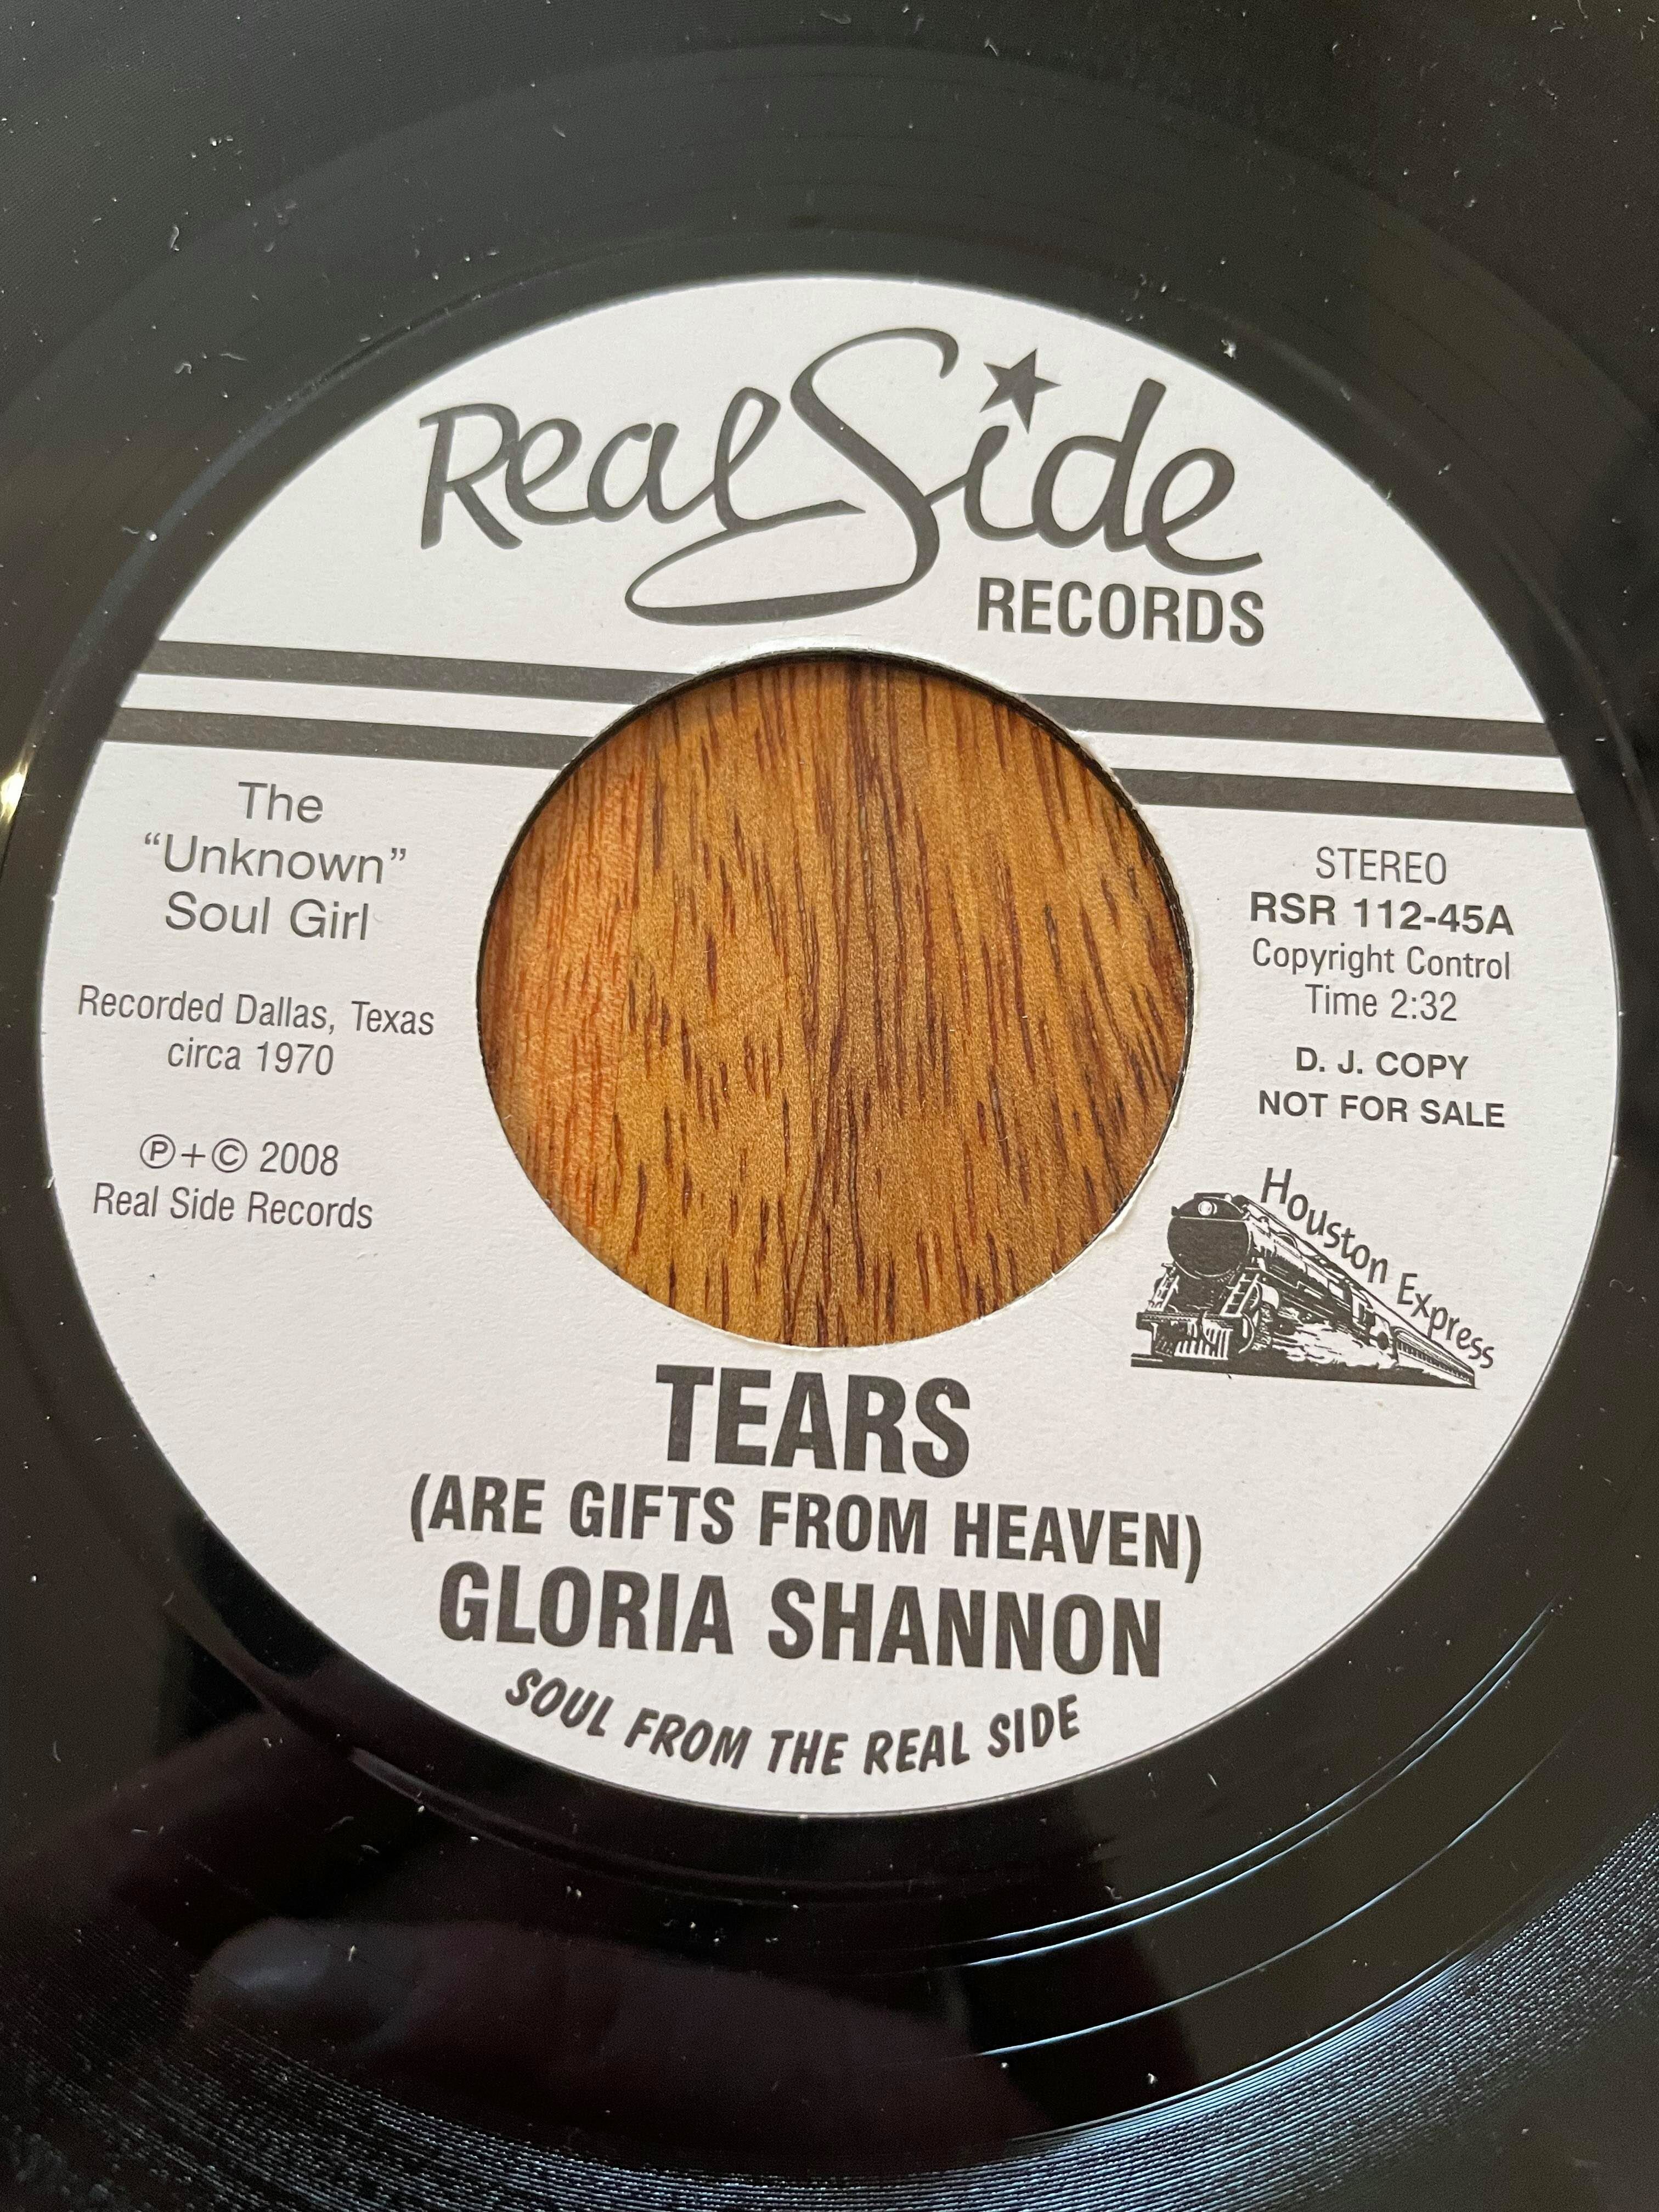 Real Side
RECORDS
The
“Unknown”
Soul Girl
Recorded Dallas, Texas
circa 1970
℗+© 2008
Real Side Records
STEREO
RSR 112-45A
Copyright Control
Time 2:32
D. J. COPY
NOT FOR SALE
Houston Express
TEARS
(ARE GIFTS FROM HEAVEN)
GLORIA SHANNON
SOUL FROM THE REAL SIDE